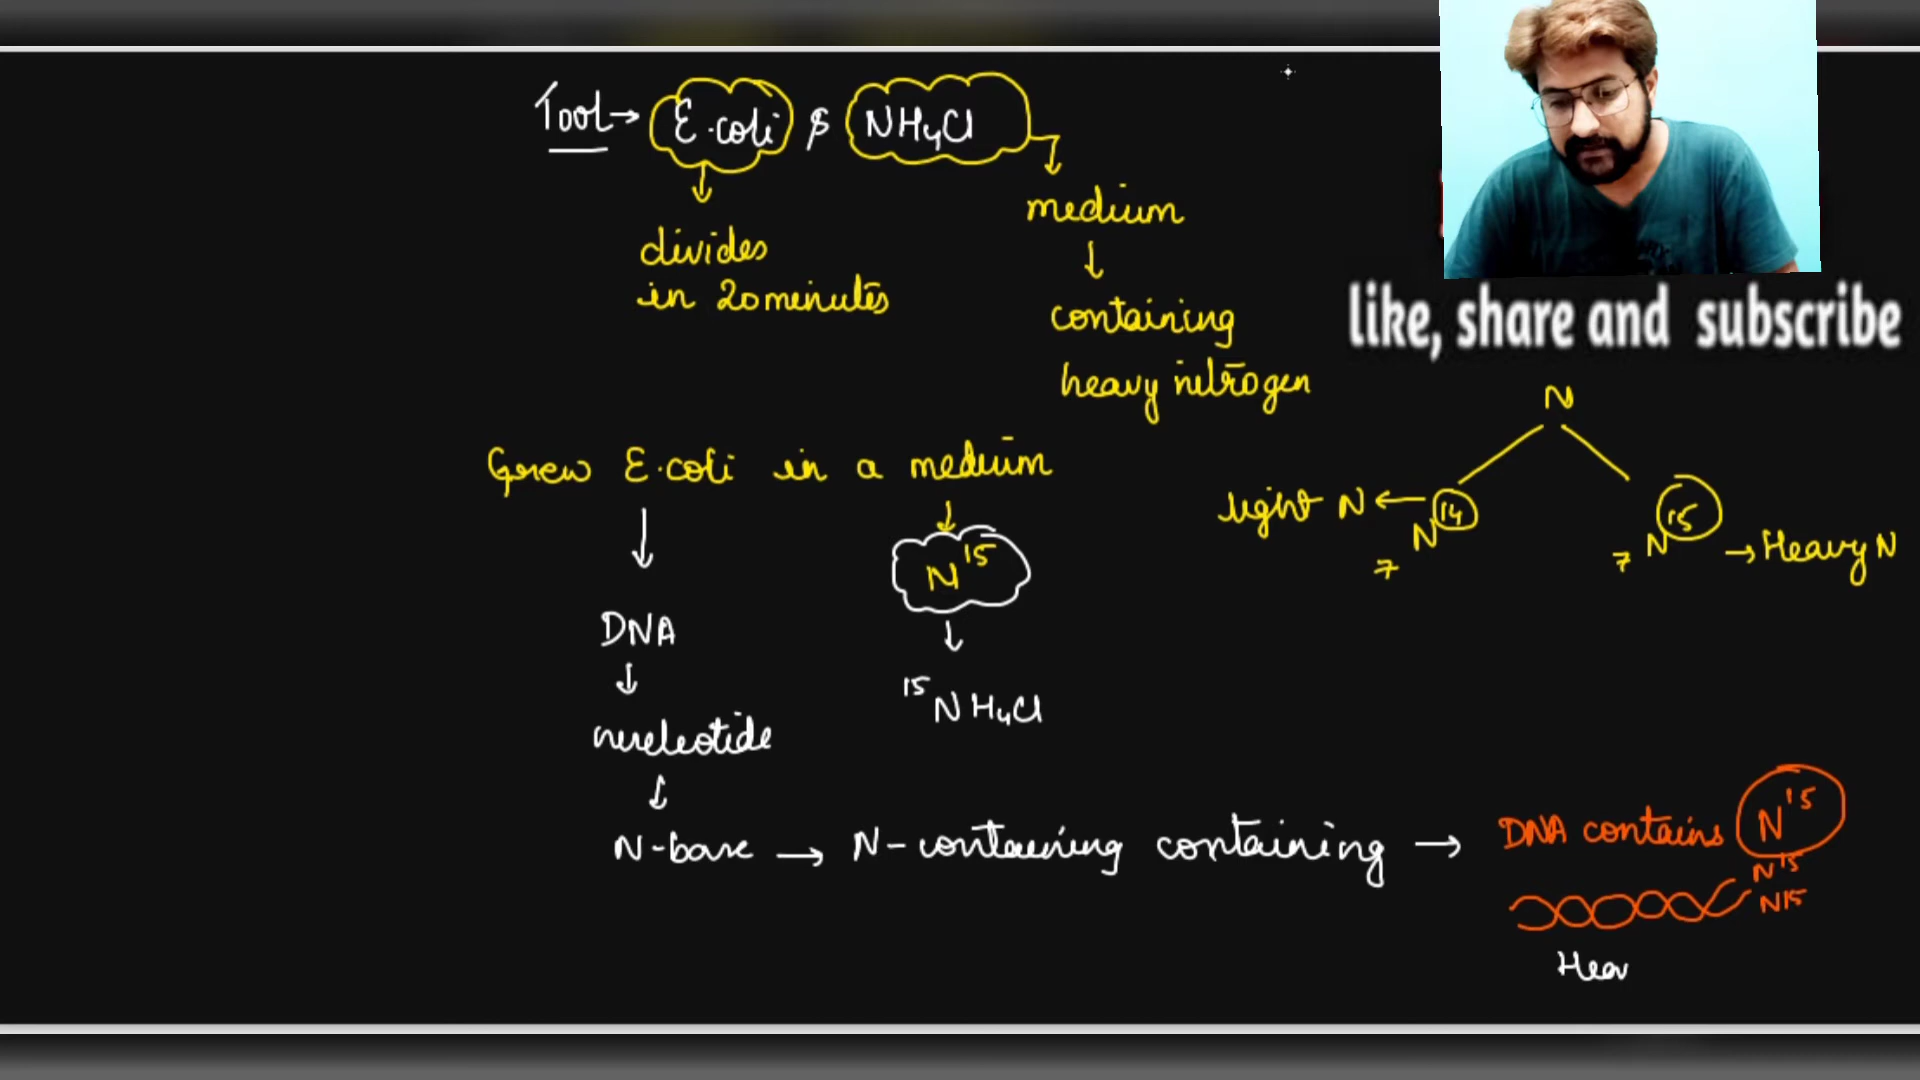 Tool → E.coli & NH4Cl
divides
in 20 minutes
medium
↓
containing
heavy nitrogen
like, share and subscribe
N
light N ← 7N14
7N15 → Heavy N
Grew E.coli in a medium
N15
↓
15NH4Cl
DNA
↓
nucleotide
↓
N-base → N-containing containing → DNA contains N15
N15
N15
Heav